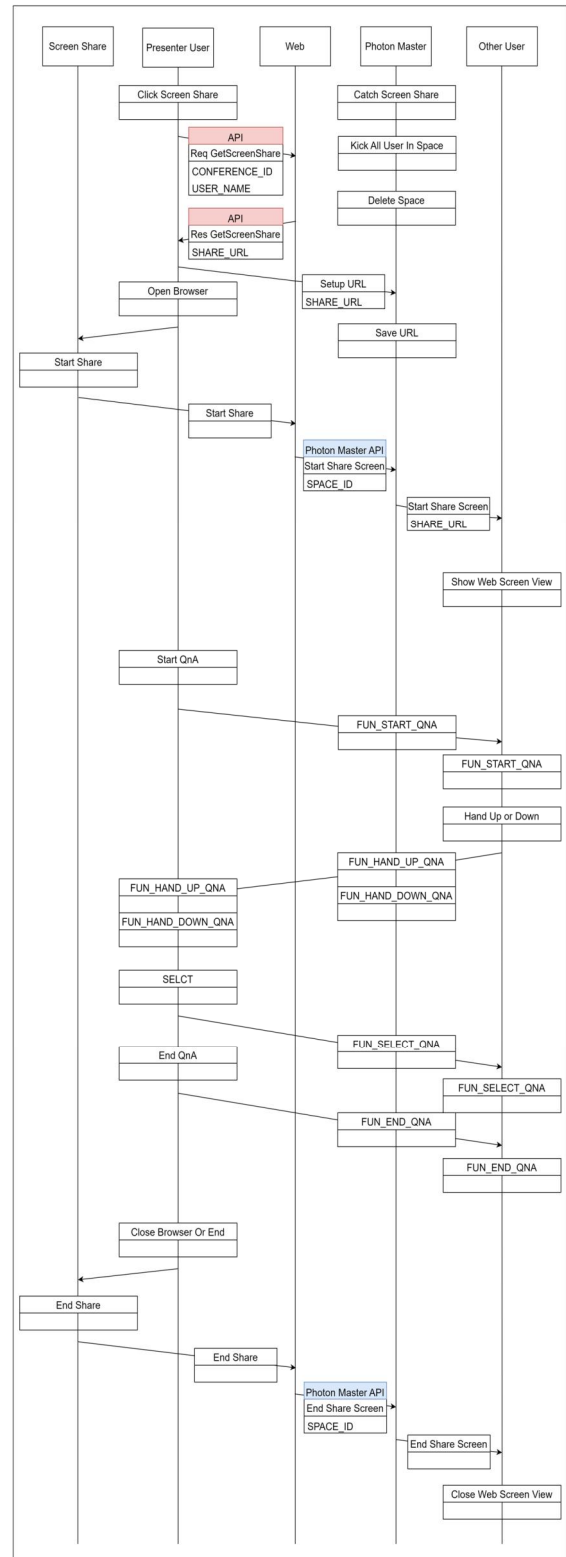 Screen Share
Presenter User
Web
Photon Master
Other User
Click Screen Share
Catch Screen Share
API
Req GetScreenShare
CONFERENCE_ID
USER_NAME
Kick All User In Space
Delete Space
API
Res GetScreenShare
SHARE_URL
Setup URL
SHARE_URL
Open Browser
Save URL
Start Share
Start Share
Photon Master API
Start Share Screen
SPACE_ID
Start Share Screen
SHARE_URL
Show Web Screen View
Start QnA
FUN_START_QNA
FUN_START_QNA
Hand Up or Down
FUN_HAND_UP_QNA
FUN_HAND_DOWN_QNA
FUN_HAND_UP_QNA
FUN_HAND_DOWN_QNA
SELCT
FUN_SELECT_QNA
End QnA
FUN_SELECT_QNA
FUN_END_QNA
FUN_END_QNA
Close Browser Or End
End Share
End Share
Photon Master API
End Share Screen
SPACE_ID
End Share Screen
Close Web Screen View